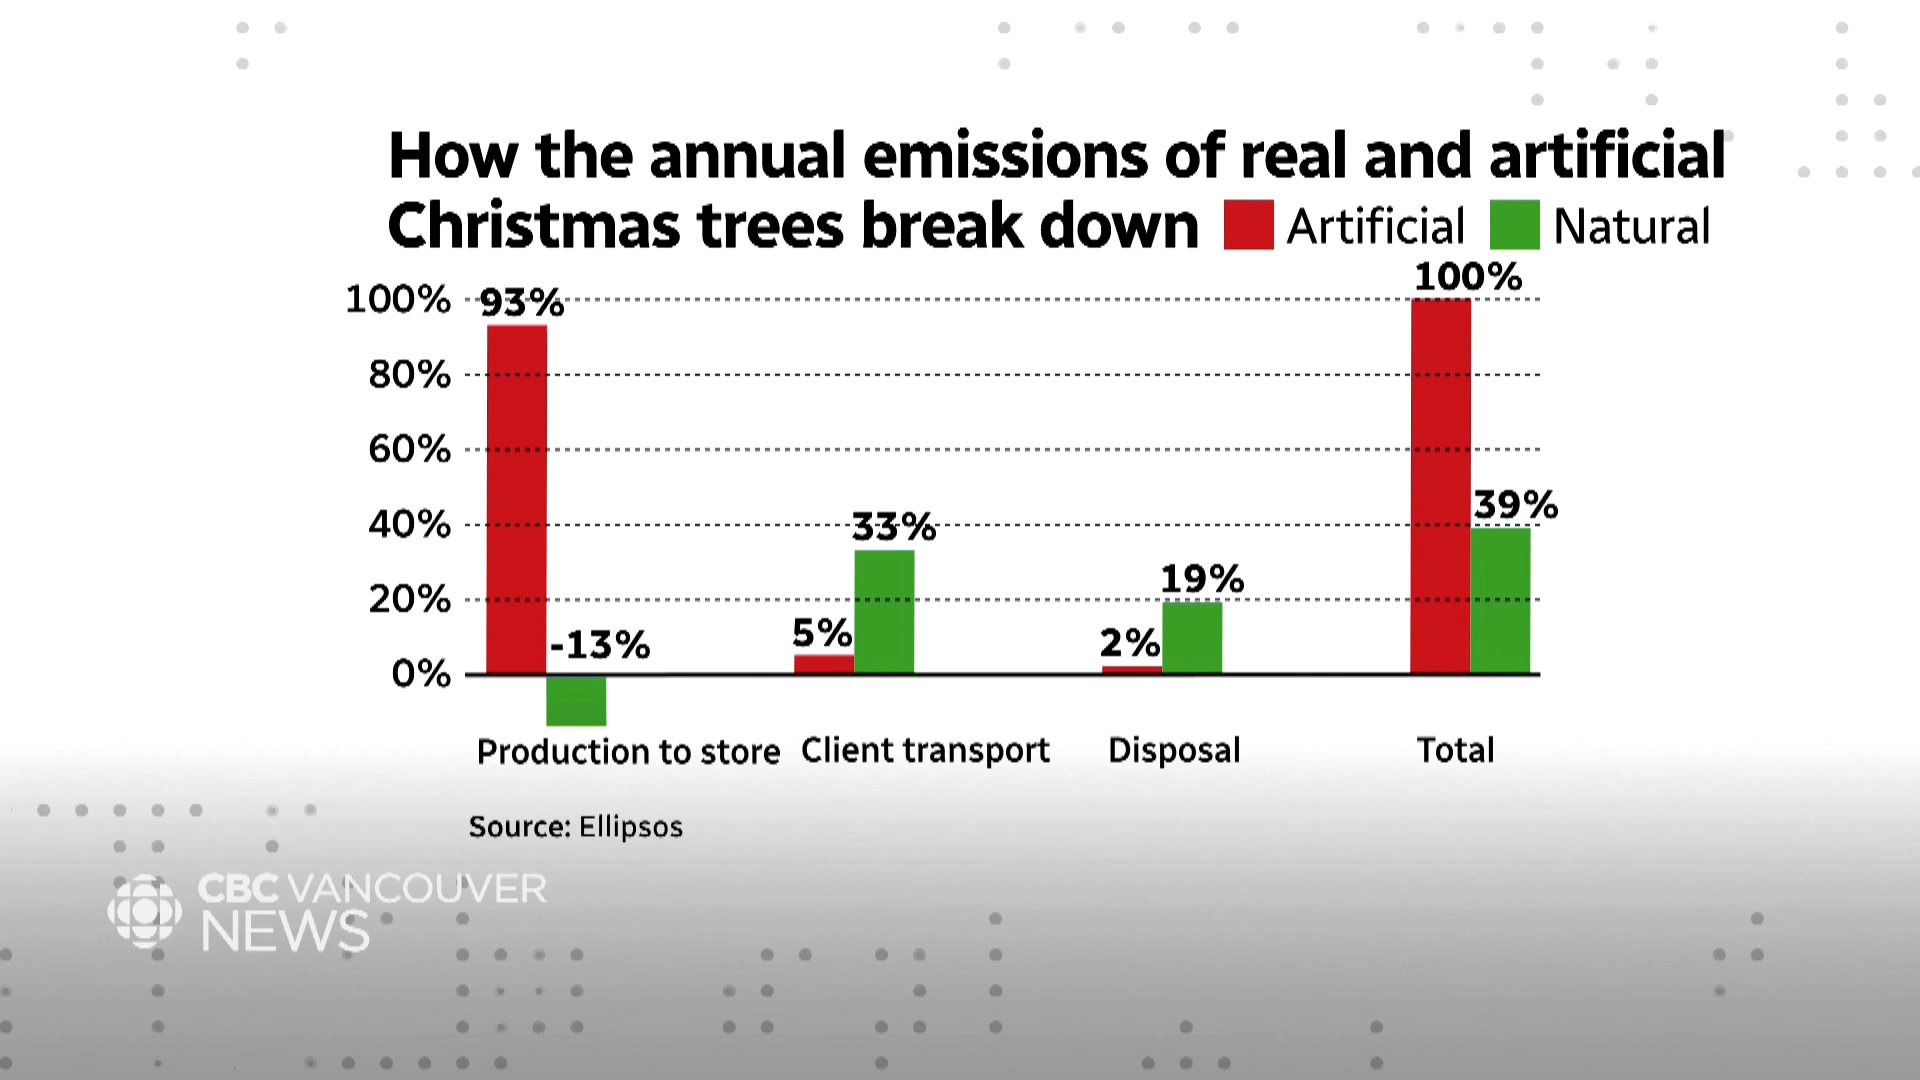 How the annual emissions of real and artificial
Christmas trees break down Artificial Natural
100%
100% 93%
80%
60%
39%
40% 33%
19%
20%
5% 2%
-13%
0%
Production to store Client transport Disposal Total
Source: Ellipsos
CBC VANCOUVER
NEWS